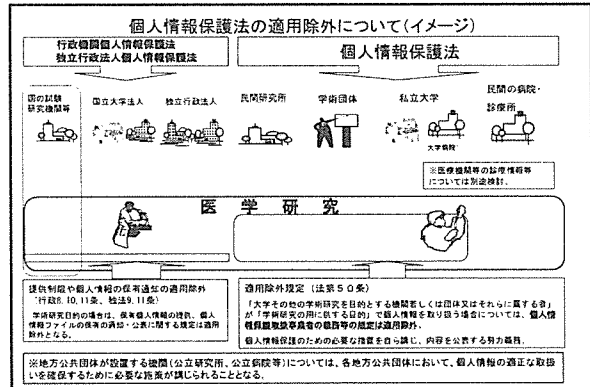 個人情報保護法の適用除外について(イメージ)
行政機関個人情報保護法
独立行政法人個人情報保護法
個人情報保護法
国の試験
研究機関等
国立大学法人
独立行政法人
民間研究所
学術団体
私立大学
大学病院
民間の病院・
診療所
※医療機関等の診療情報等
については別途検討。
医学研究
提供制限や個人情報の保有通知の適用除外
(行政8、10、11条、独法9、11条)
学術研究目的の場合は、保有個人情報の提供、個人
情報ファイルの保有の通知・公表に関する規定は適用
除外となる。
適用除外規定 (法第50条)
「大学その他の学術研究を目的とする機関若しくは団体又はそれらに属する者」
が「学術研究の用に供する目的」で個人情報を取り扱う場合については、個人情
報保護取扱事業者の義務等の規定は適用除外。
個人情報保護のための必要な措置を自ら講じ、内容を公表する努力義務。
※地方公共団体が設置する機関(公立研究所、公立病院等)については、各地方公共団体において、個人情報の適正な取扱
いを確保するために必要な施策が講じられることとなる。